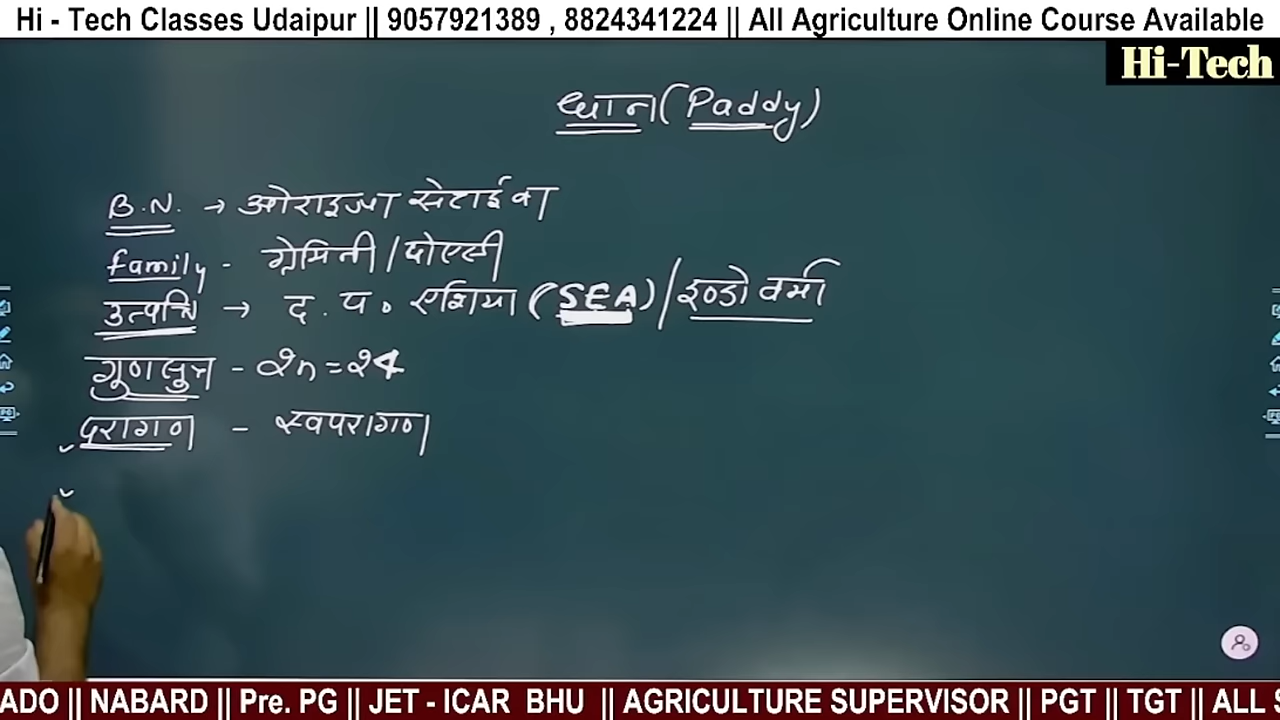 Hi - Tech Classes Udaipur || 9057921389 , 8824341224 || All Agriculture Online Course Available
Hi-Tech
धान (Paddy)
B.N. → ओराइजा सेटाईवा
family - ग्रेमिनी/पोएसी
उत्पत्ति → द. प॰ एशिया (SEA) / इण्डो वर्मा
गुणसुत्र - 2n = 24
परागण - स्वपरागण
ADO || NABARD || Pre. PG || JET - ICAR BHU || AGRICULTURE SUPERVISOR || PGT || TGT || ALL S